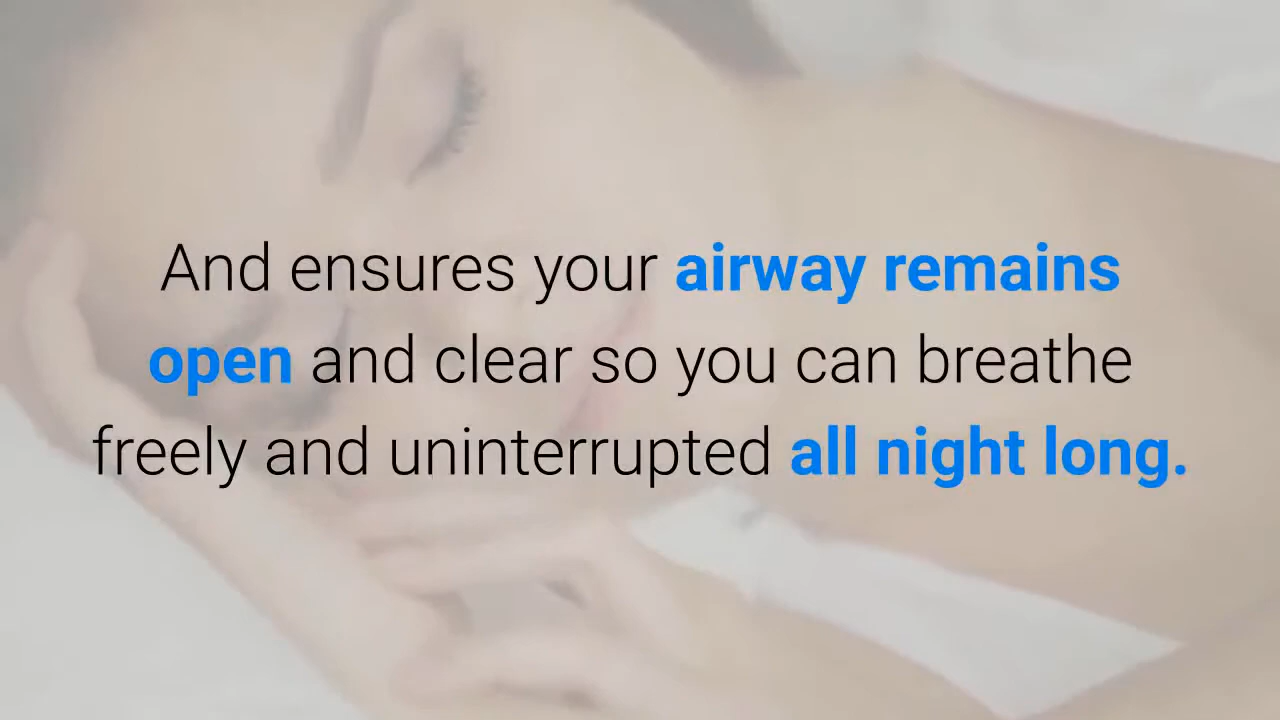 And ensures your airway remains
open and clear so you can breathe
freely and uninterrupted all night long.